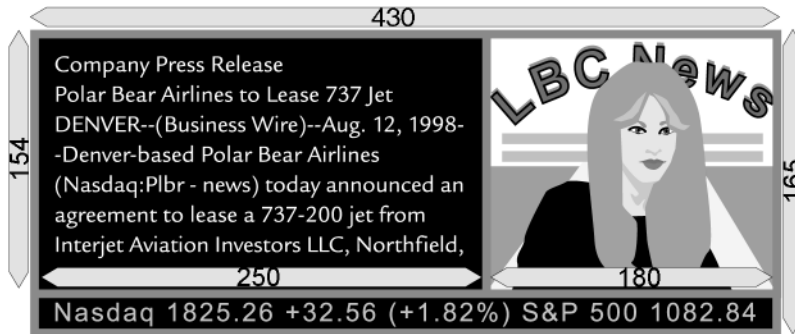 430
Company Press Release
Polar Bear Airlines to Lease 737 Jet
DENVER--(Business Wire)--Aug. 12, 1998-
-Denver-based Polar Bear Airlines
(Nasdaq:Plbr - news) today announced an
agreement to lease a 737-200 jet from
Interjet Aviation Investors LLC, Northfield,
LBC News
154
165
250
180
Nasdaq 1825.26 +32.56 (+1.82%) S&P 500 1082.84